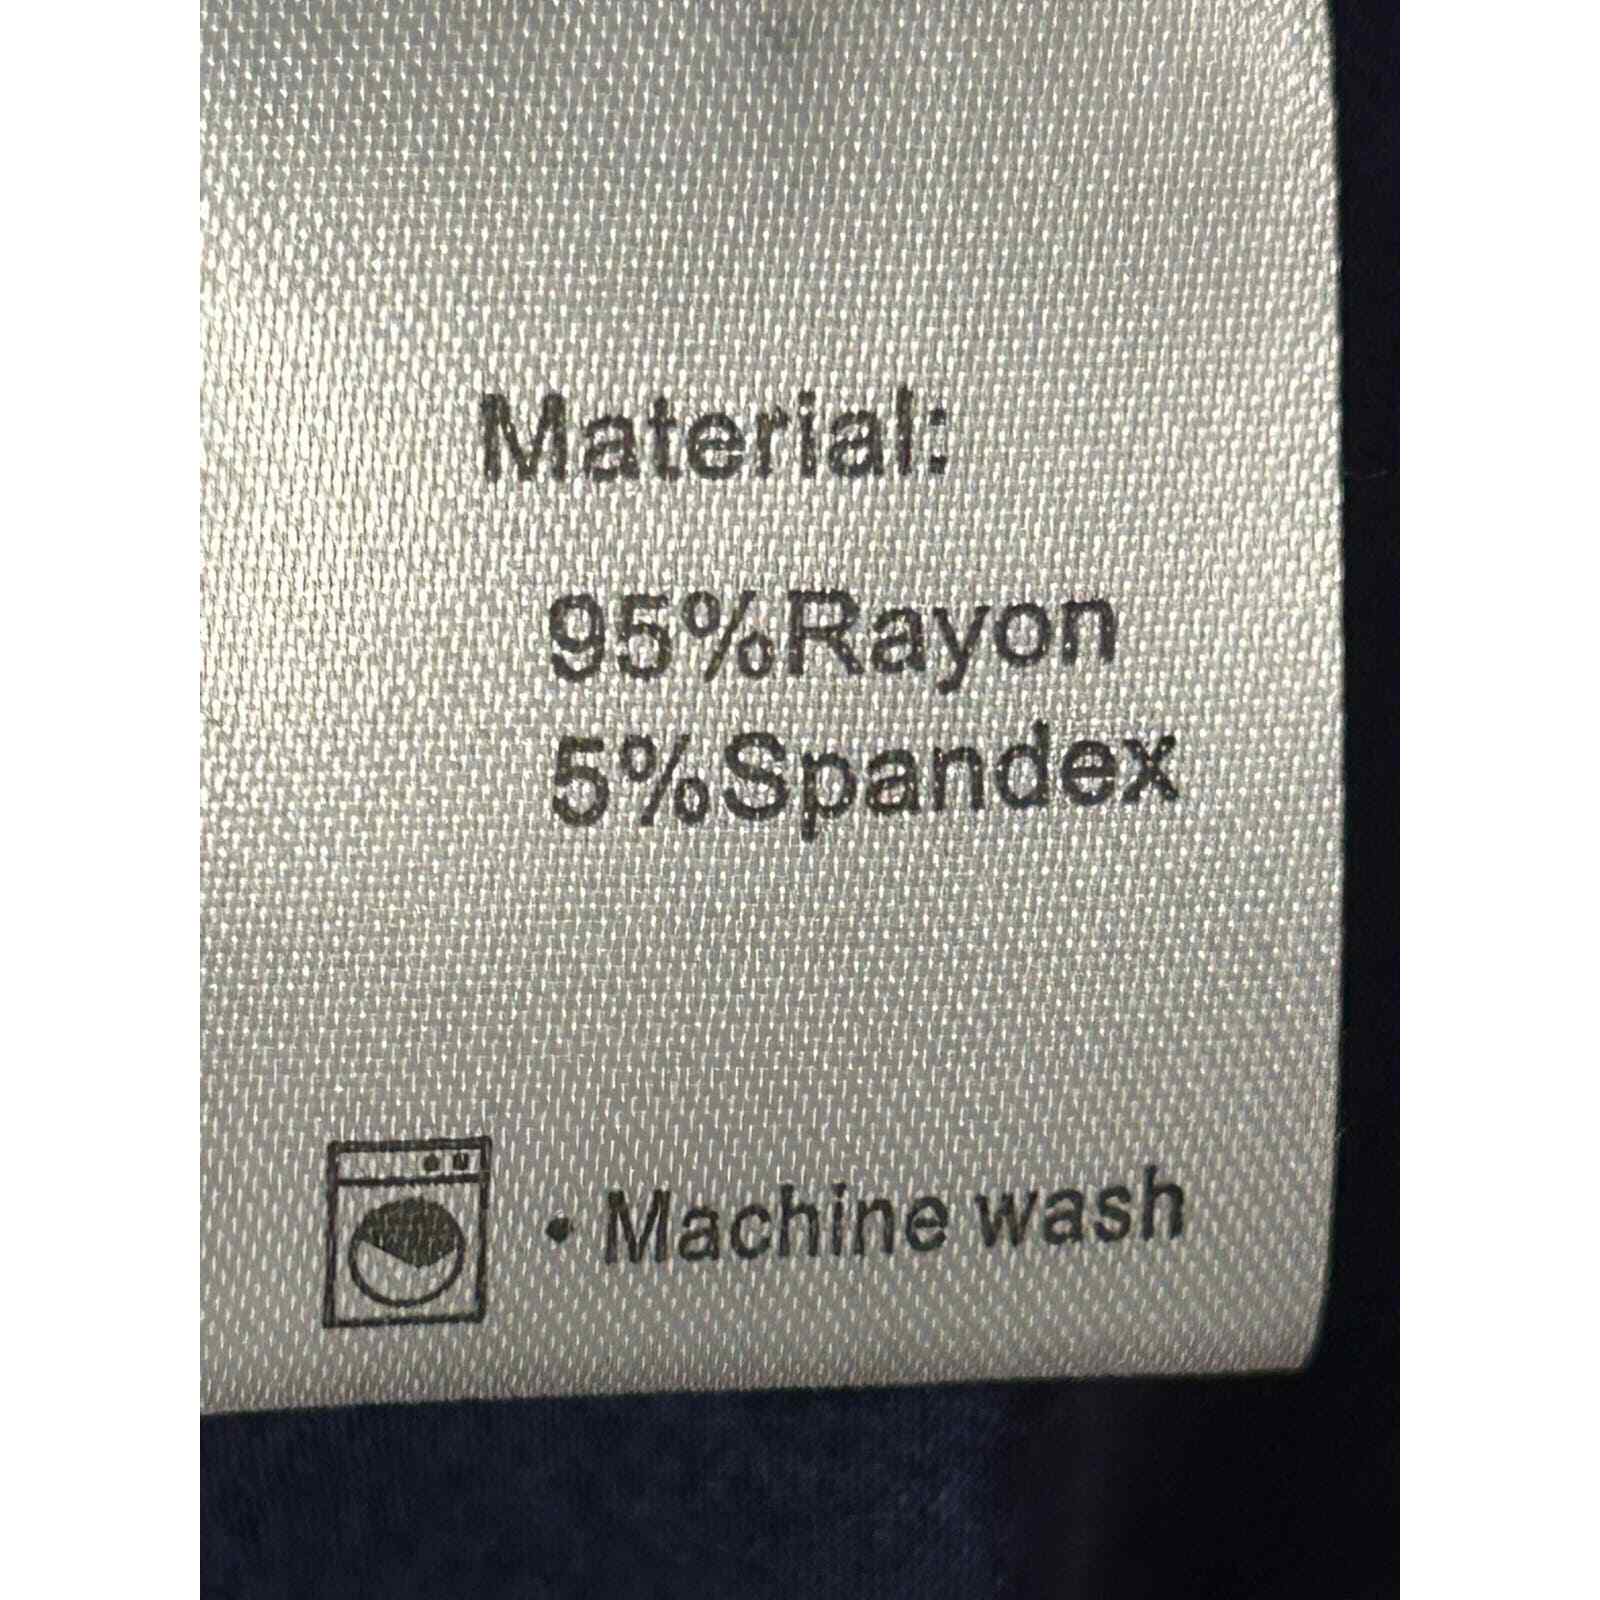 Material:
95%Rayon
5%Spandex
• Machine wash